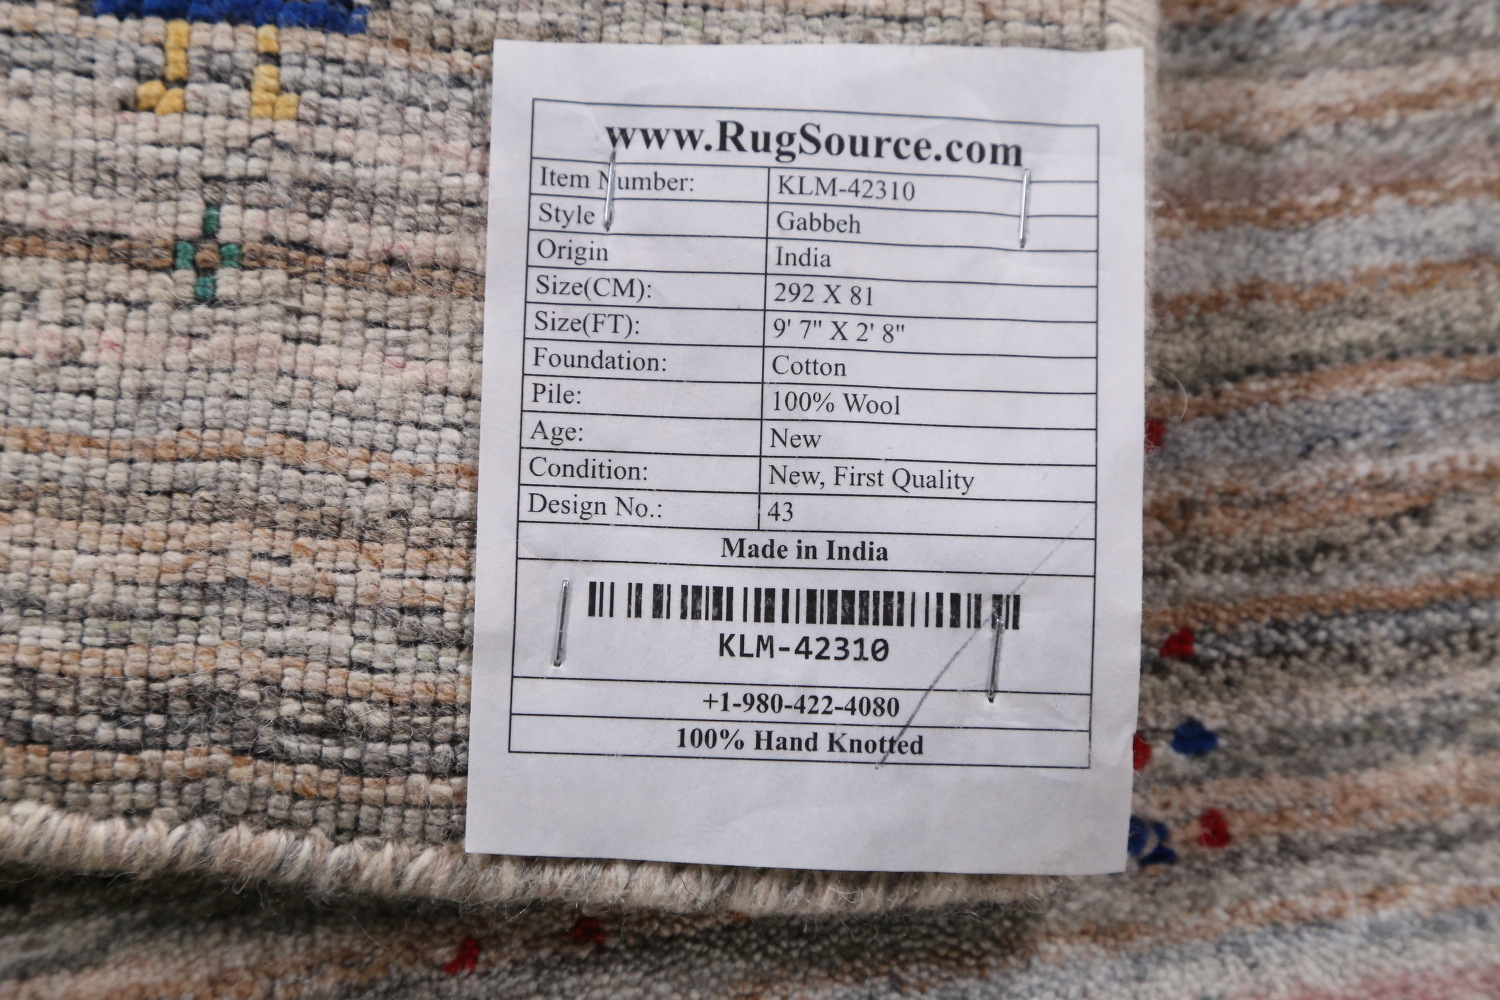 www.RugSource.com
Item Number: KLM-42310
Style Gabbeh
Origin India
Size(CM): 292 X 81
Size(FT): 9' 7" X 2' 8"
Foundation: Cotton
Pile: 100% Wool
Age: New
Condition: New, First Quality
Design No.: 43
Made in India
KLM-42310
+1-980-422-4080
100% Hand Knotted